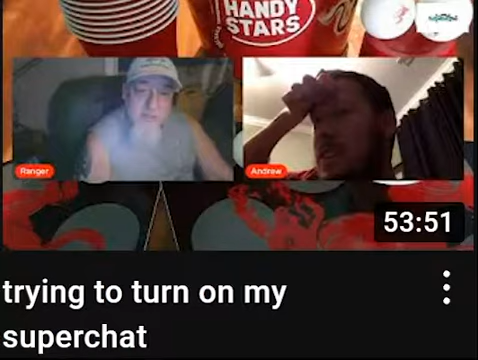 HANDY
STARS
Ranger
Andrew
53:51
trying to turn on my
superchat